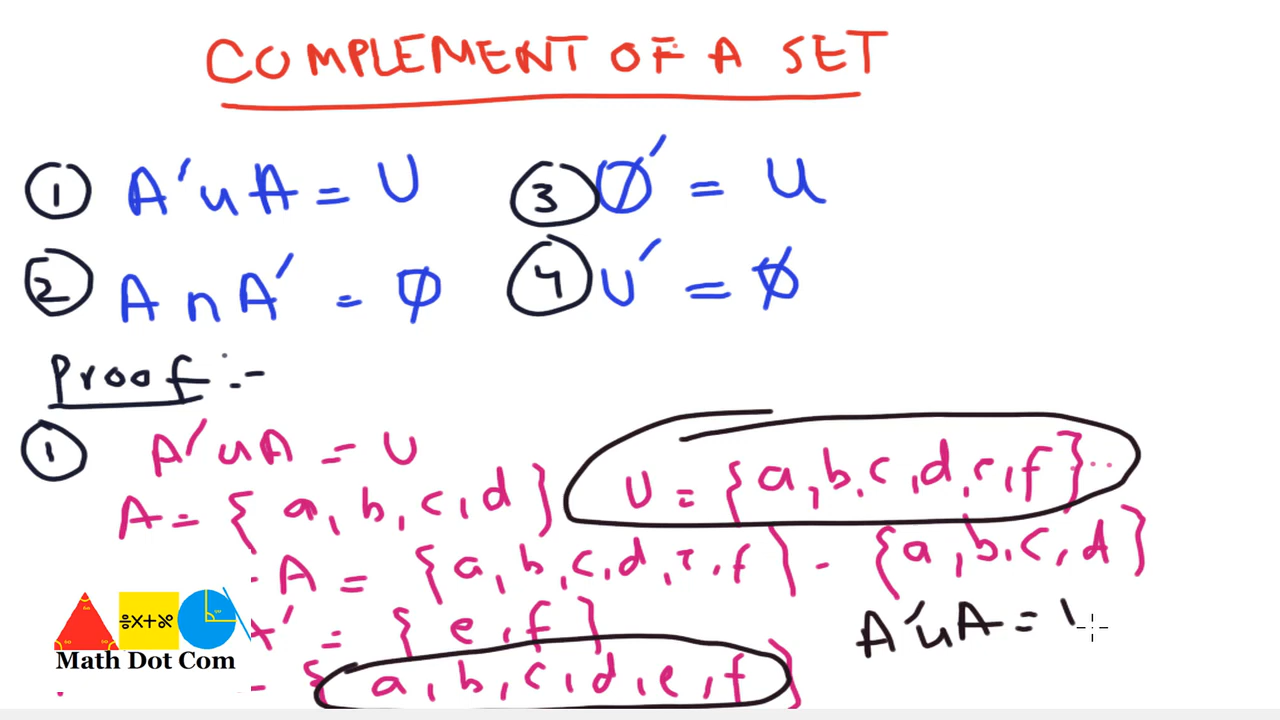 COMPLEMENT OF A SET
① A′∪A = U
② A∩A′ = ∅
③ ∅′ = U
④ U′ = ∅
Proof :-
① A′∪A = U
A = { a, b, c, d } U = {a, b, c, d, e, f}
A = {a, b, c, d, e, f} - {a, b, c, d}
′ = { e, f }
A′∪A =
= { a, b, c, d, e, f }
÷×+
Math Dot Com